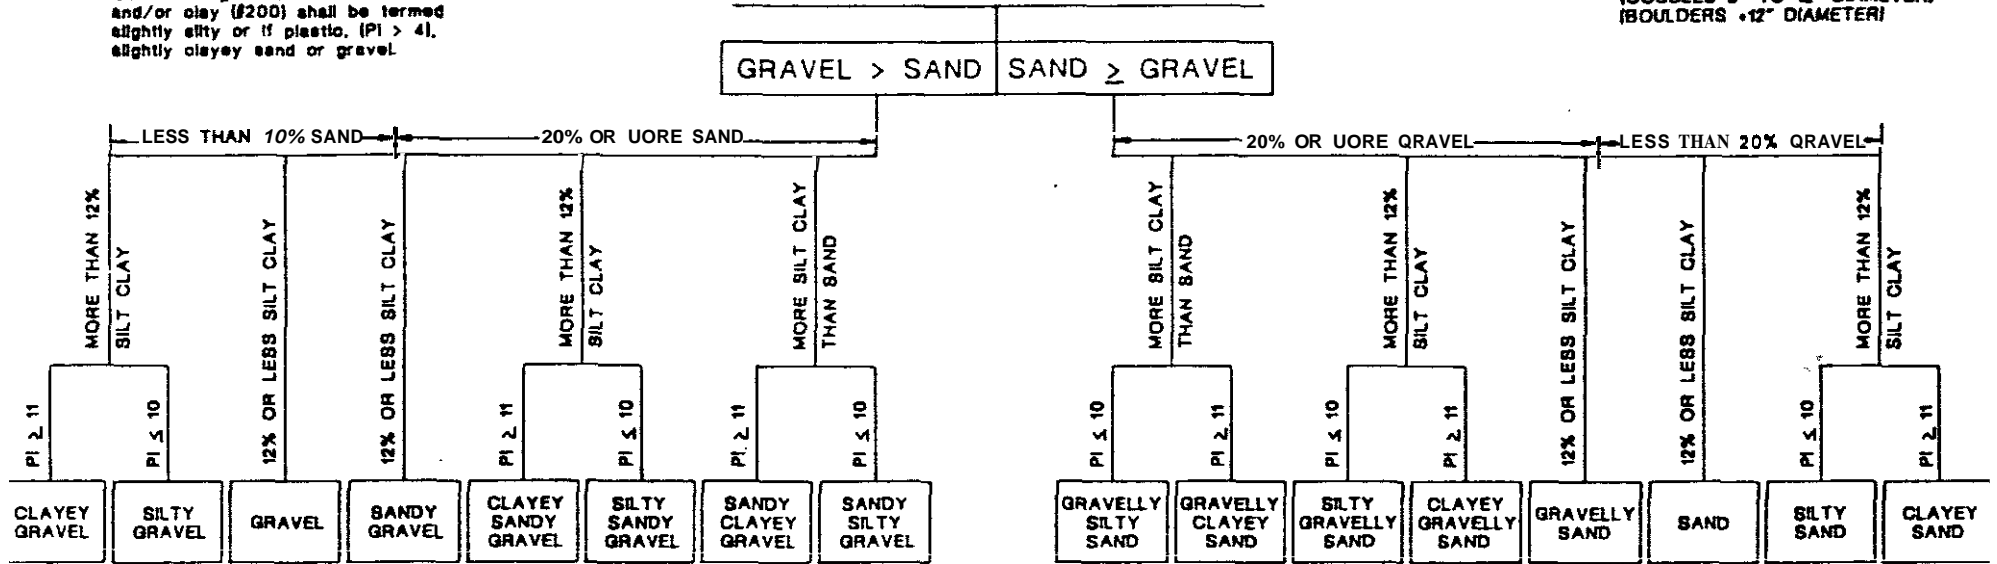 and/or clay (#200) shall be termed
slightly silty or if plastic, (PI > 4),
slightly clayey sand or gravel.
(BOULDERS +12" DIAMETER)
GRAVEL > SAND
SAND ≥ GRAVEL
LESS THAN 10% SAND
20% OR UORE SAND
20% OR UORE QRAVEL
LESS THAN 20% QRAVEL
MORE THAN 12%
SILT CLAY
12% OR LESS SILT CLAY
12% OR LESS SILT CLAY
MORE THAN 12%
SILT CLAY
MORE SILT CLAY
THAN SAND
MORE SILT CLAY
THAN SAND
MORE THAN 12%
SILT CLAY
12% OR LESS SILT CLAY
12% OR LESS SILT CLAY
MORE THAN 12%
SILT CLAY
PI ≥ 11
PI ≤ 10
PI ≥ 11
PI ≤ 10
PI ≥ 11
PI ≤ 10
PI ≤ 10
PI ≥ 11
PI ≤ 10
PI ≥ 11
PI ≤ 10
PI ≥ 11
CLAYEY
GRAVEL
SILTY
GRAVEL
GRAVEL
SANDY
GRAVEL
CLAYEY
SANDY
GRAVEL
SILTY
SANDY
GRAVEL
SANDY
CLAYEY
GRAVEL
SANDY
SILTY
GRAVEL
GRAVELLY
SILTY
SAND
GRAVELLY
CLAYEY
SAND
SILTY
GRAVELLY
SAND
CLAYEY
GRAVELLY
SAND
GRAVELLY
SAND
SAND
SILTY
SAND
CLAYEY
SAND